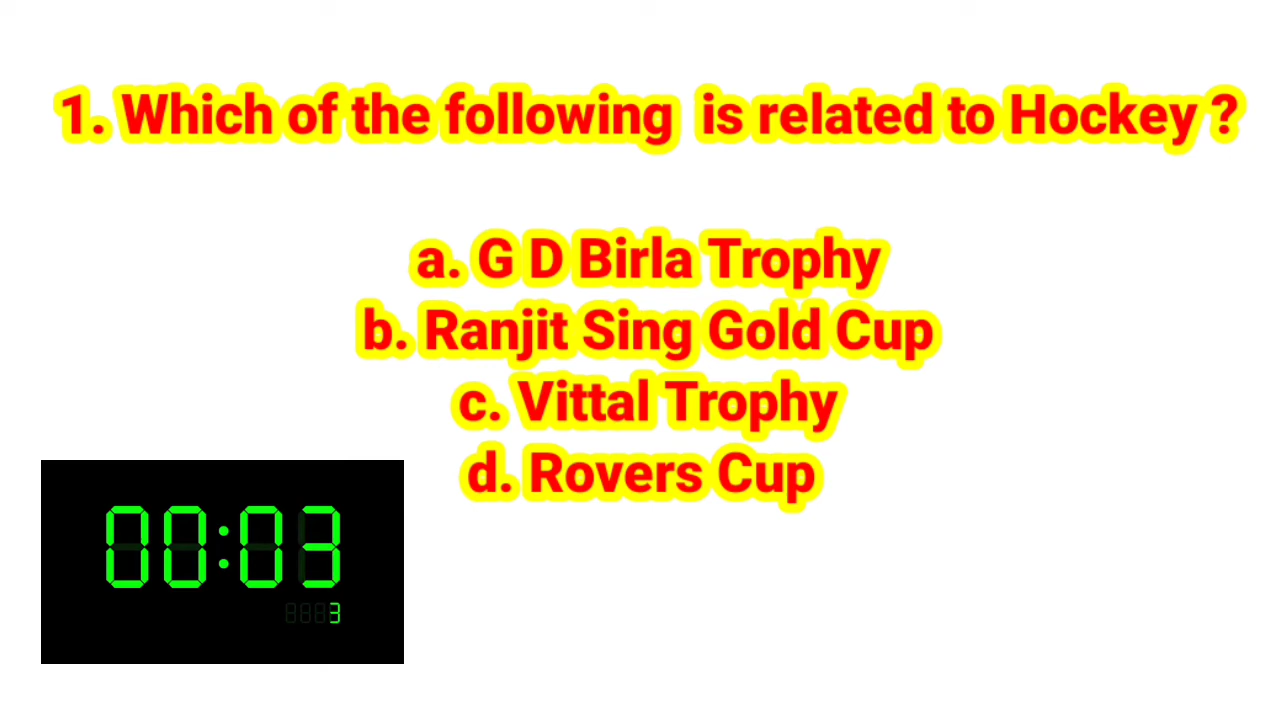 1. Which of the following is related to Hockey ?
a. G D Birla Trophy
b. Ranjit Sing Gold Cup
c. Vittal Trophy
d. Rovers Cup
00:03
3